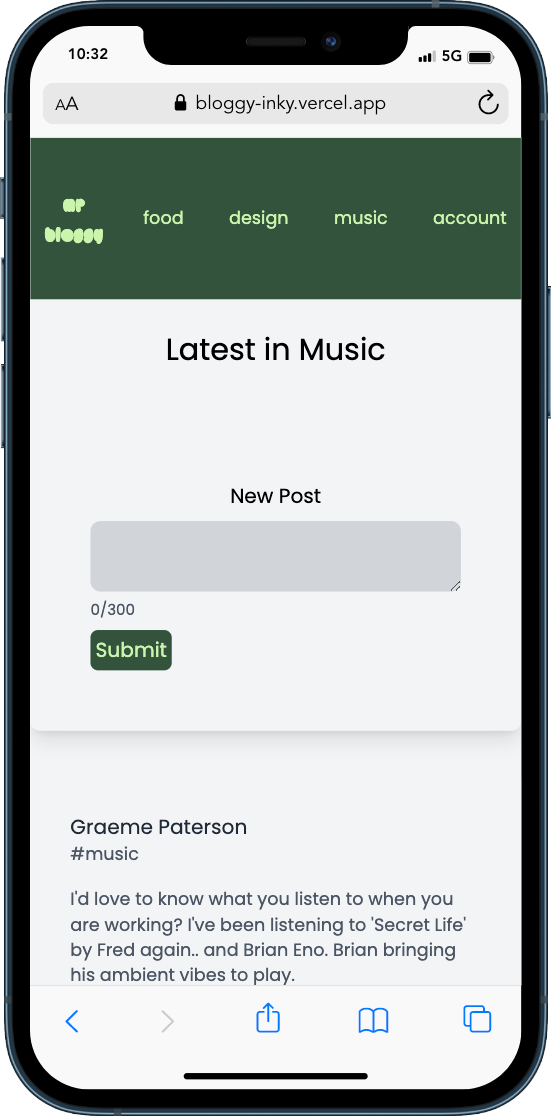 10:32
5G
AA
bloggy-inky.vercel.app
ap
bloggy
food
design
music
account
Latest in Music
New Post
0/300
Submit
Graeme Paterson
#music
I'd love to know what you listen to when you
are working? I've been listening to 'Secret Life'
by Fred again.. and Brian Eno. Brian bringing
his ambient vibes to play.